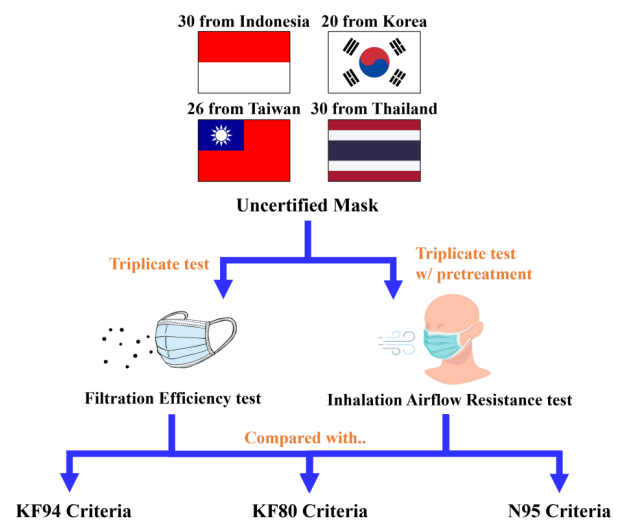 30 from Indonesia
20 from Korea
26 from Taiwan
30 from Thailand
Uncertified Mask
Triplicate test
Triplicate test
w/ pretreatment
Filtration Efficiency test
Inhalation Airflow Resistance test
Compared with..
KF94 Criteria
KF80 Criteria
N95 Criteria